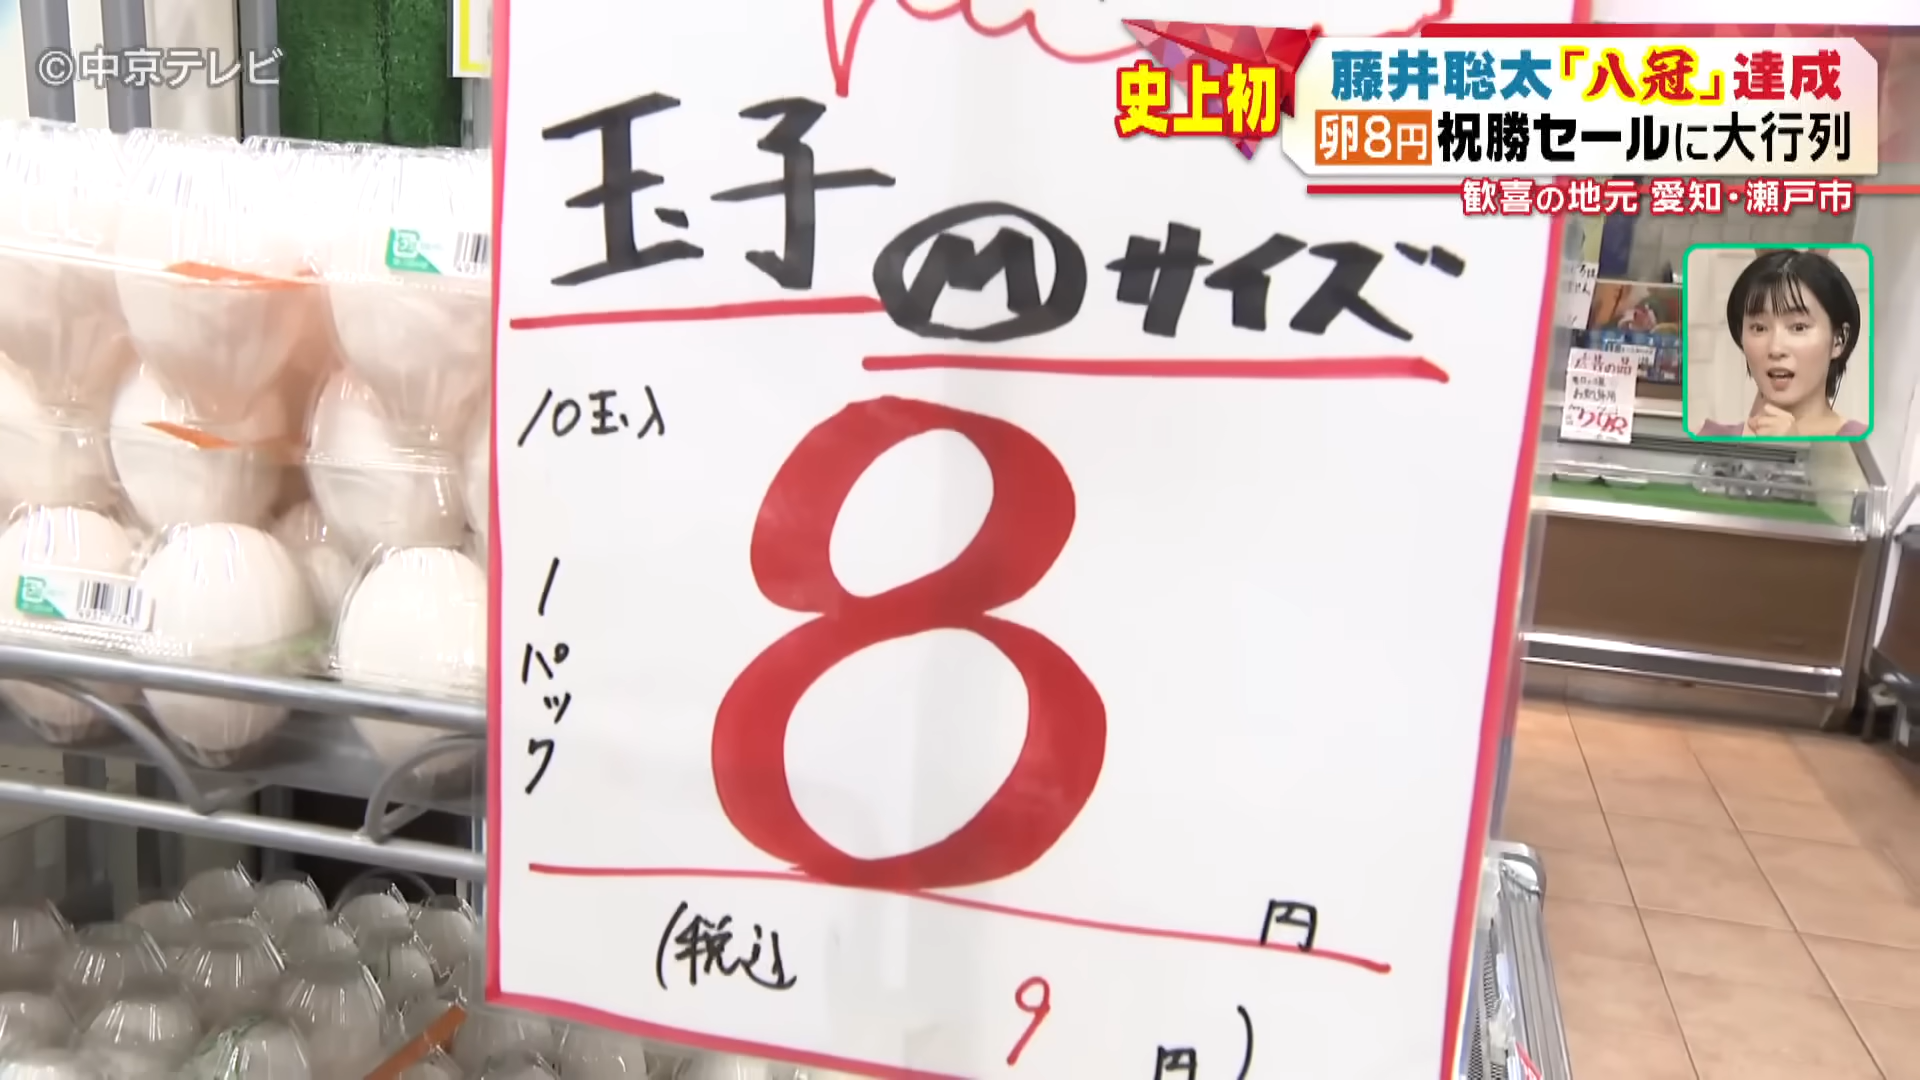 ©中京テレビ
史上初
藤井聡太「八冠」達成
卵8円祝勝セールに大行列
歓喜の地元 愛知・瀬戸市
玉子 Mサイズ
10玉入
1パック
8円
(税込 9円)